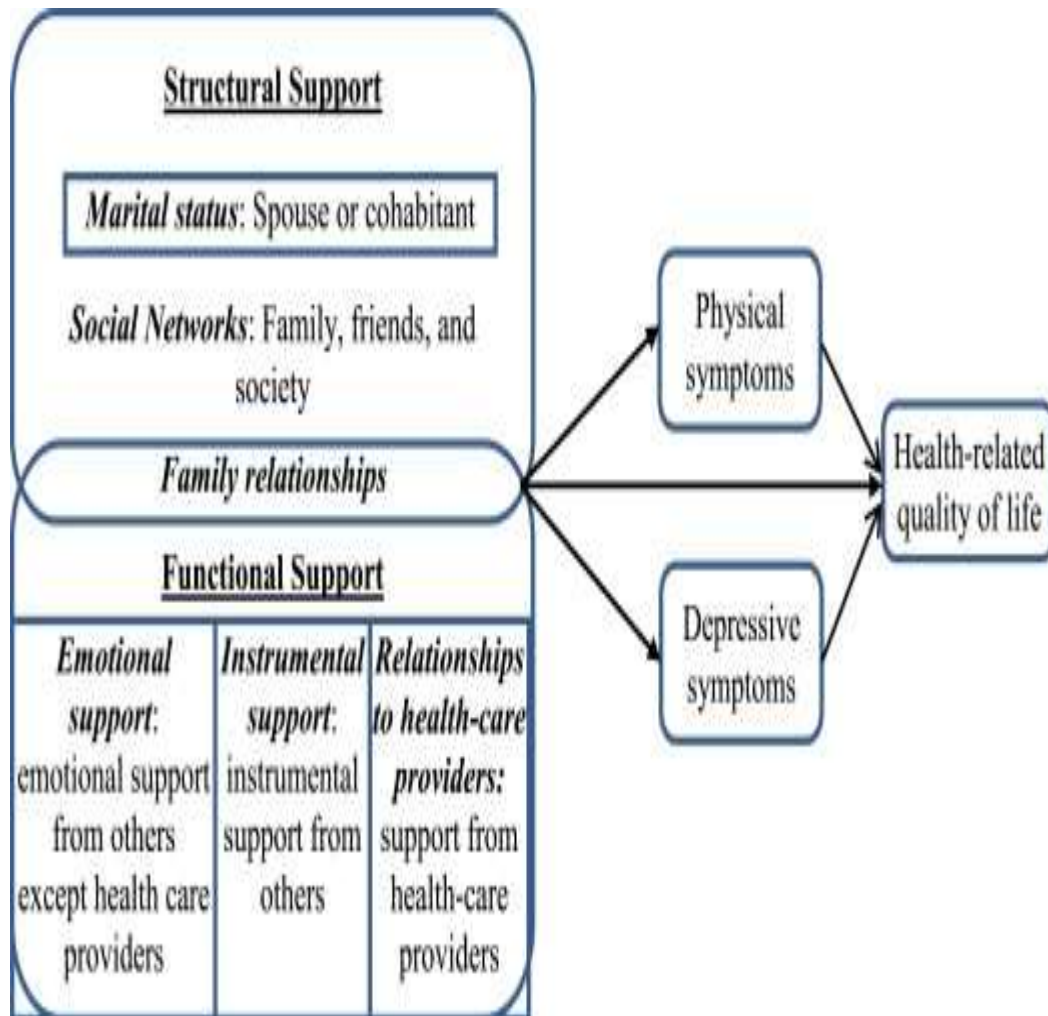 Structural Support
Marital status: Spouse or cohabitant
Social Networks: Family, friends, and
society
Family relationships
Functional Support
Emotional
support:
emotional support
from others
except health care
providers
Instrumental
support:
instrumental
support from
others
Relationships
to health-care
providers:
support from
health-care
providers
Physical
symptoms
Depressive
symptoms
Health-related
quality of life